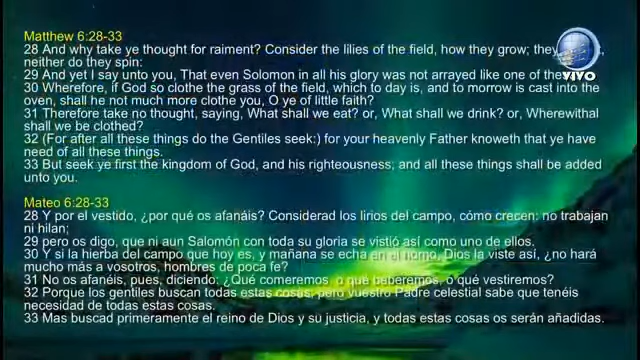 Matthew 6:28-33
28 And why take ye thought for raiment? Consider the lilies of the field, how they grow; they
neither do they spin:
29 And yet I say unto you, That even Solomon in all his glory was not arrayed like one of
30 Wherefore, if God so clothe the grass of the field, which to day is, and to morrow is cast into the
oven, shall he not much more clothe you, O ye of little faith?
31 Therefore take no thought, saying, What shall we eat? or, What shall we drink? or, Wherewithal
shall we be clothed?
32 (For after all these things do the Gentiles seek:) for your heavenly Father knoweth that ye have
need of all these things.
33 But seek ye first the kingdom of God, and his righteousness; and all these things shall be added
unto you.
VIVO
Mateo 6:28-33
28 Y por el vestido, ¿por qué os afanáis? Considerad los lirios del campo, cómo crecen: no trabajan
ni hilan;
29 pero os digo, que ni aun Salomón con toda su gloria se vistió así como uno de ellos.
30 Y si la hierba del campo que hoy es, y mañana se echa en el horno, Dios la viste así, ¿no hará
mucho más a vosotros, hombres de poca fe?
31 No os afanéis, pues, diciendo: ¿Qué comeremos, o qué beberemos, o qué vestiremos?
32 Porque los gentiles buscan todas estas cosas; pero vuestro Padre celestial sabe que tenéis
necesidad de todas estas cosas.
33 Mas buscad primeramente el reino de Dios y su justicia, y todas estas cosas os serán añadidas.